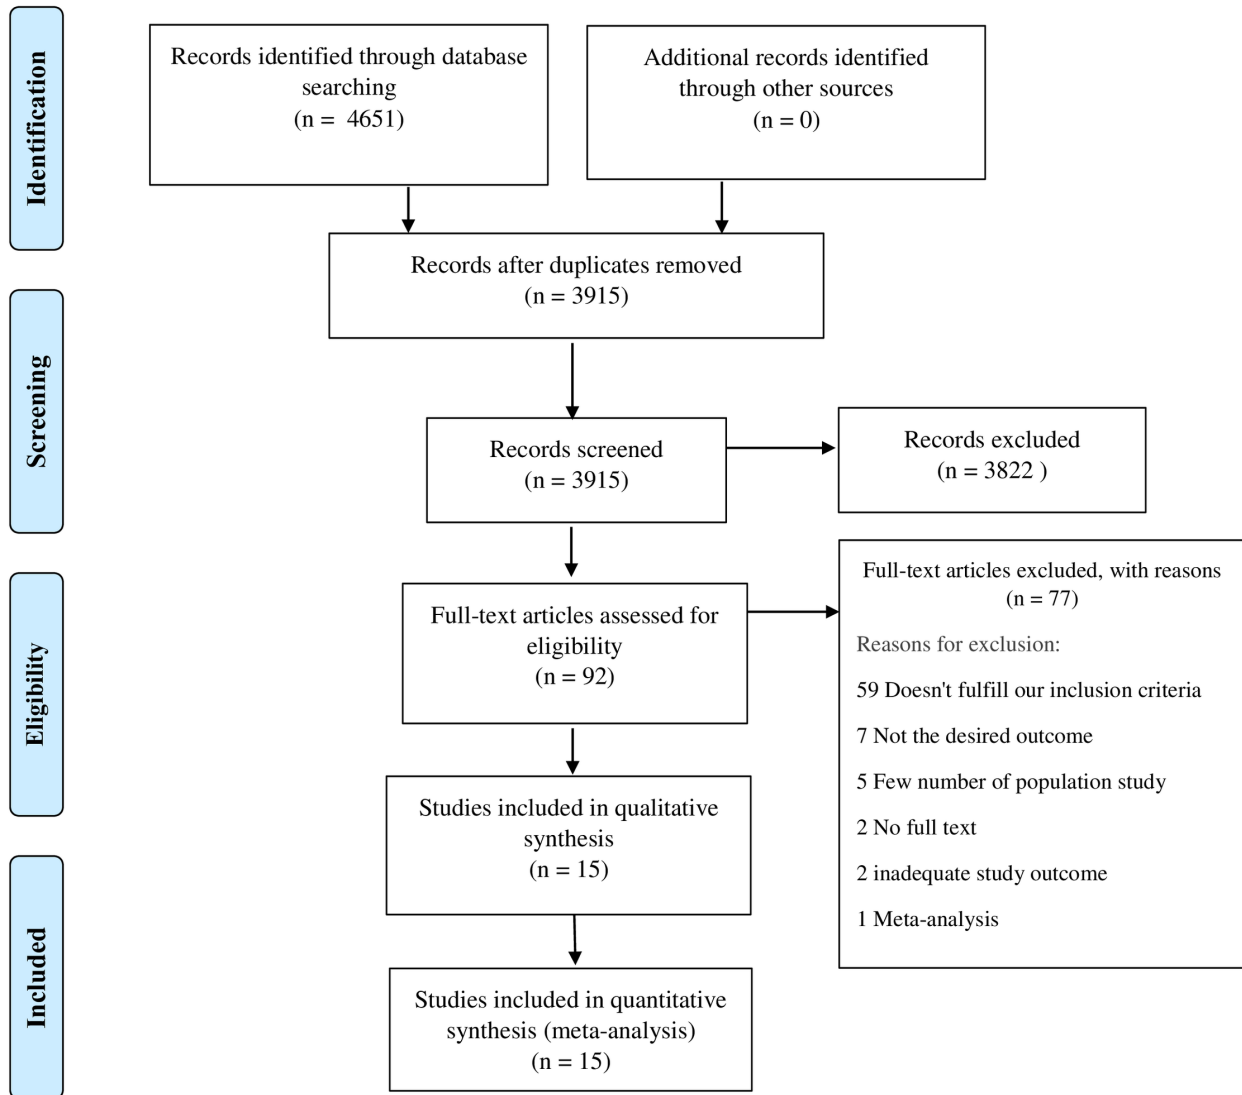 Identification
Records identified through database
searching
(n =  4651)
Additional records identified
through other sources
(n = 0)
Records after duplicates removed
(n = 3915)
Screening
Records screened
(n = 3915)
Records excluded
(n = 3822 )
Eligibility
Full-text articles assessed for
eligibility
(n = 92)
Full-text articles excluded, with reasons
(n = 77)
Reasons for exclusion:
59 Doesn't fulfill our inclusion criteria
7 Not the desired outcome
5 Few number of population study
2 No full text
2 inadequate study outcome
1 Meta-analysis
Studies included in qualitative
synthesis
(n = 15)
Included
Studies included in quantitative
synthesis (meta-analysis)
(n = 15)